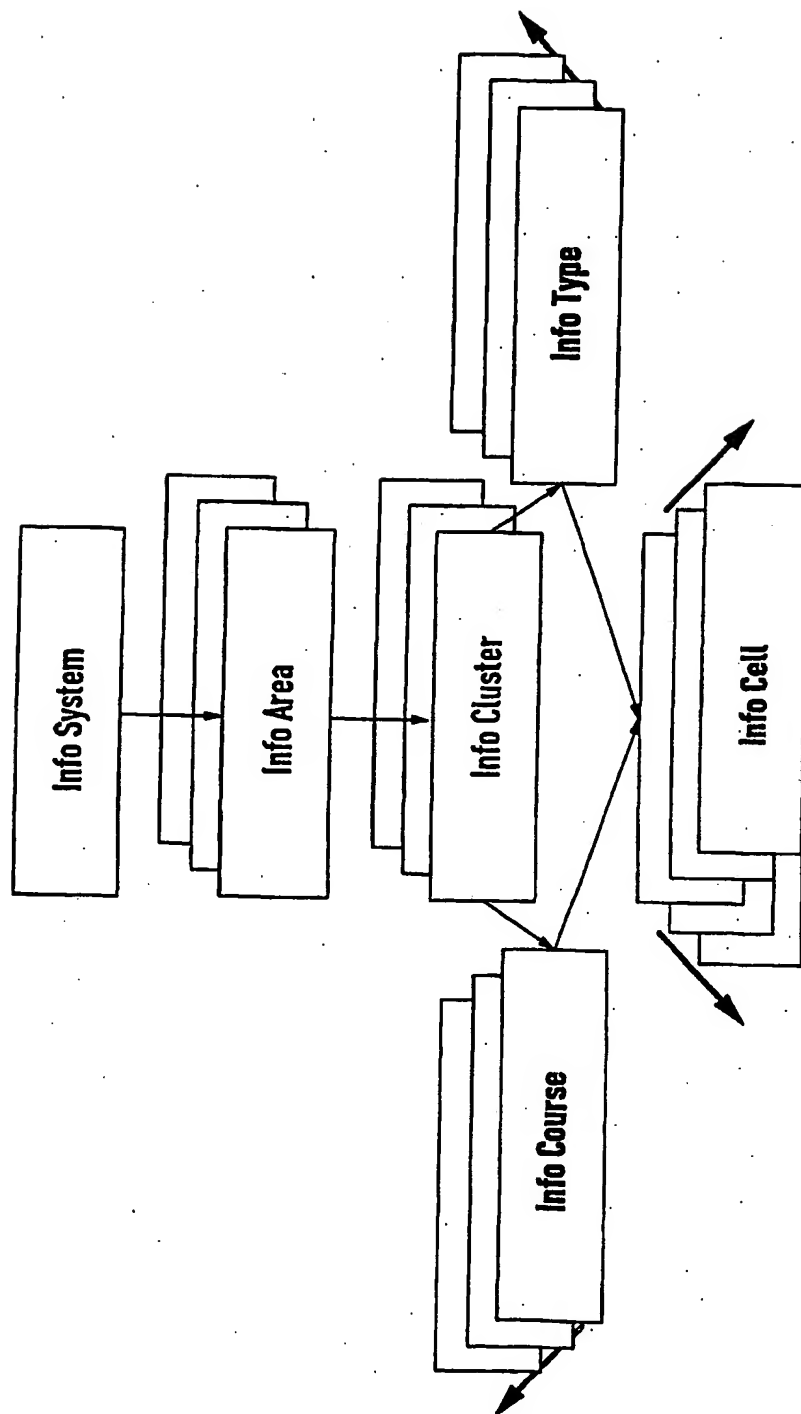 Info System
Info Area
Info Cluster
Info Course
Info Type
Info Cell